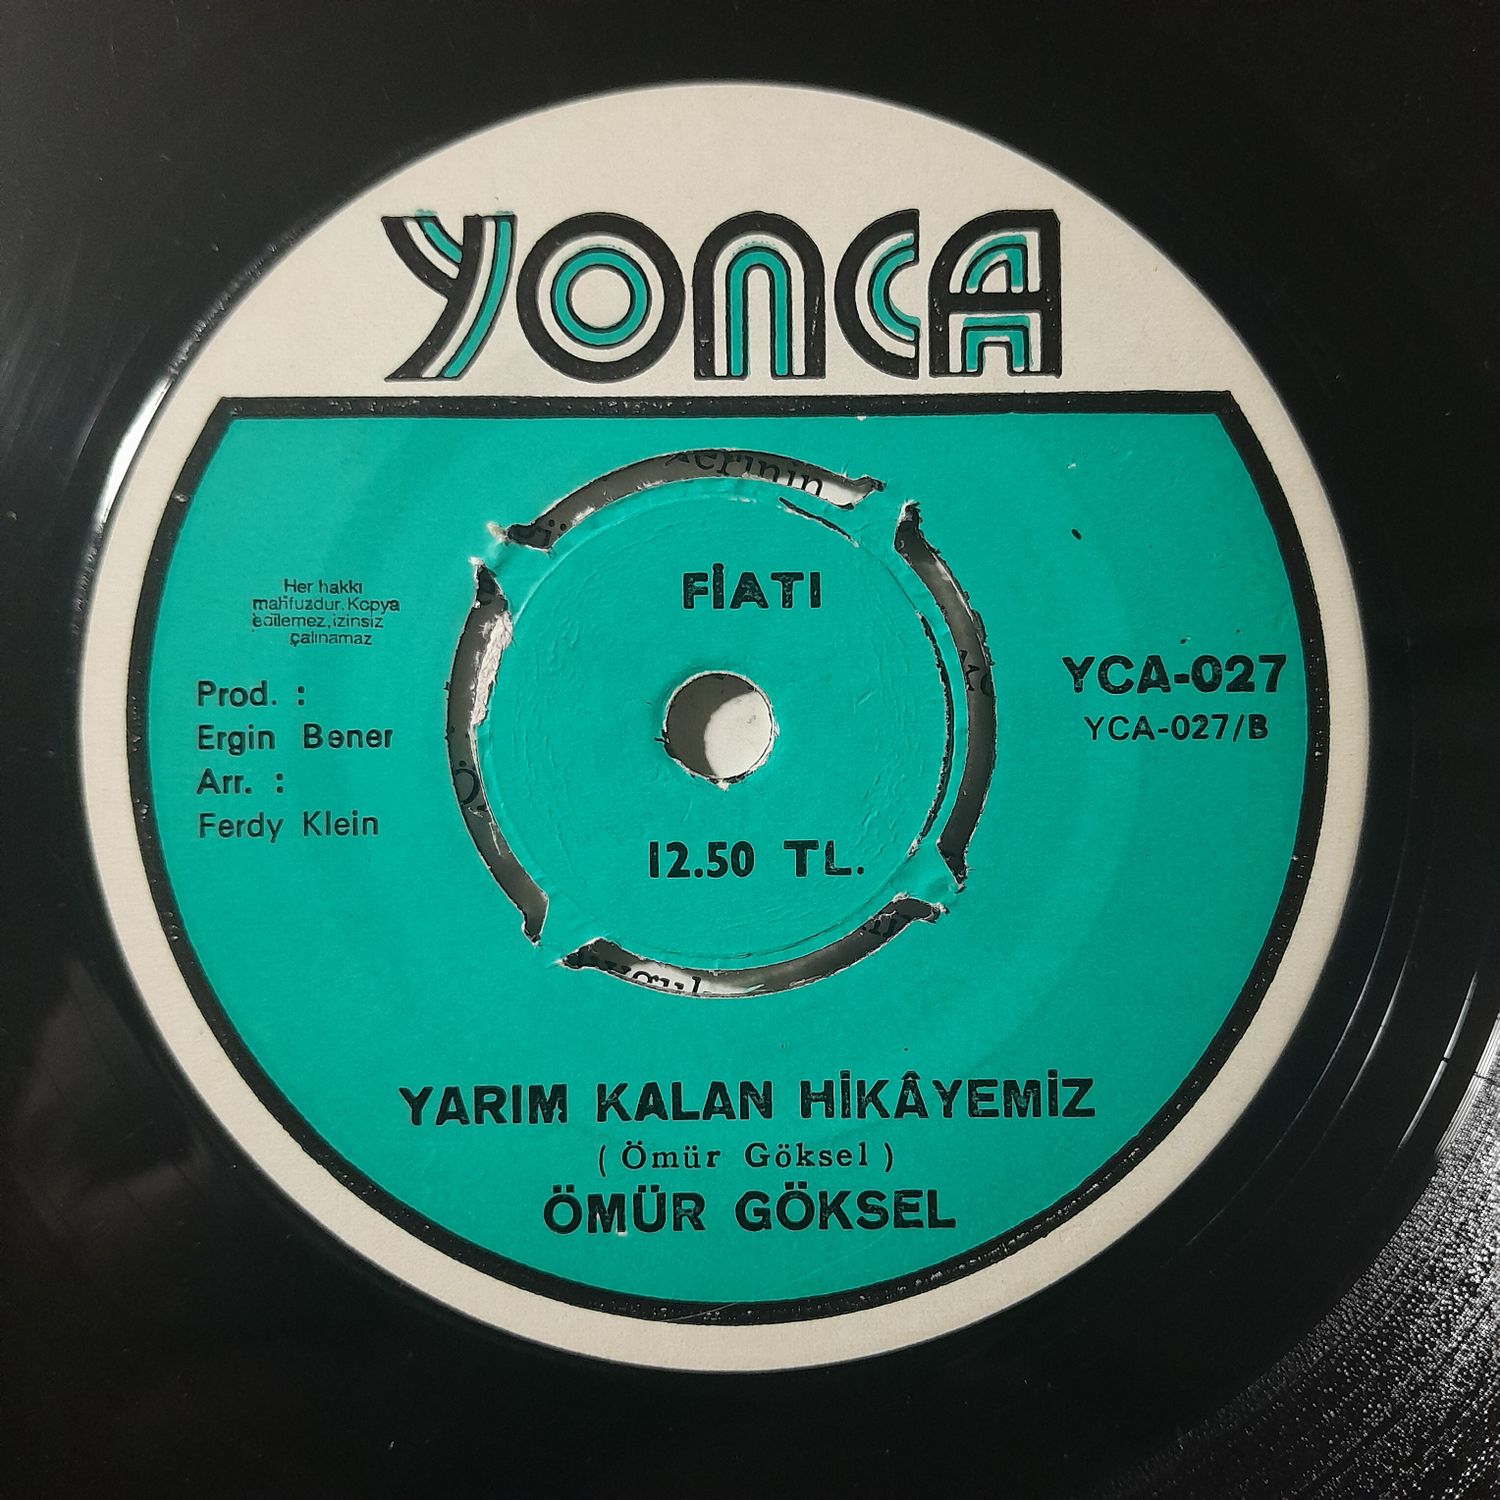 YONCA
FİATI
Her hakkı
mahfuzdur. Kopya
edilemez, izinsiz
çalınamaz
Prod. :
Ergin Bener
Arr. :
Ferdy Klein
YCA-027
YCA-027/B
12.50 TL.
YARIM KALAN HİKÂYEMİZ
( Ömür Göksel )
ÖMÜR GÖKSEL